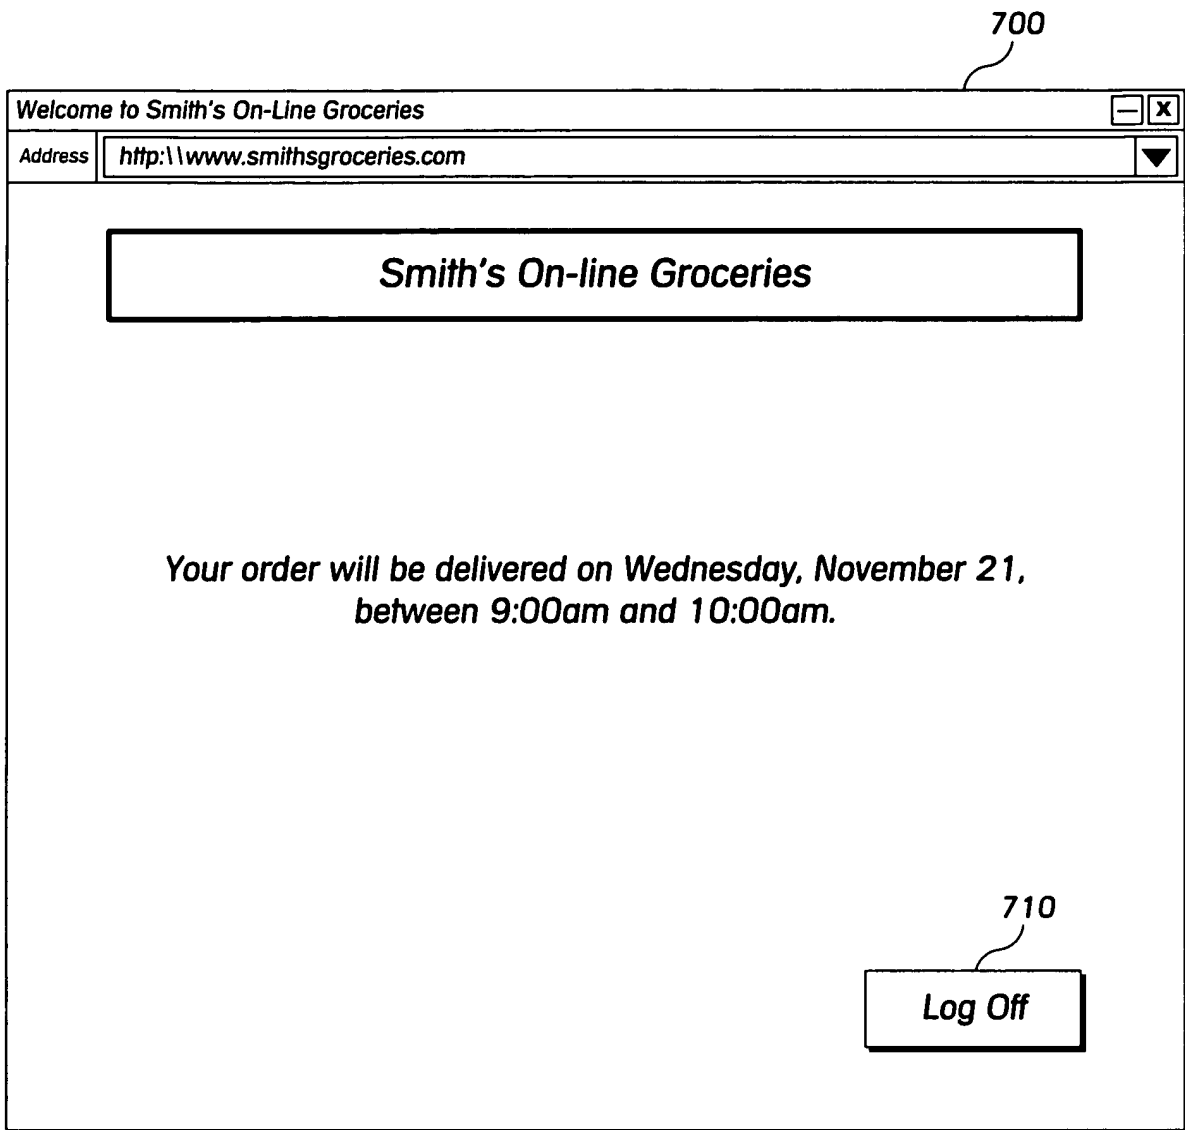 700
Welcome to Smith's On-Line Groceries
Address http:\\www.smithsgroceries.com
Smith's On-line Groceries
Your order will be delivered on Wednesday, November 21,
between 9:00am and 10:00am.
710
Log Off